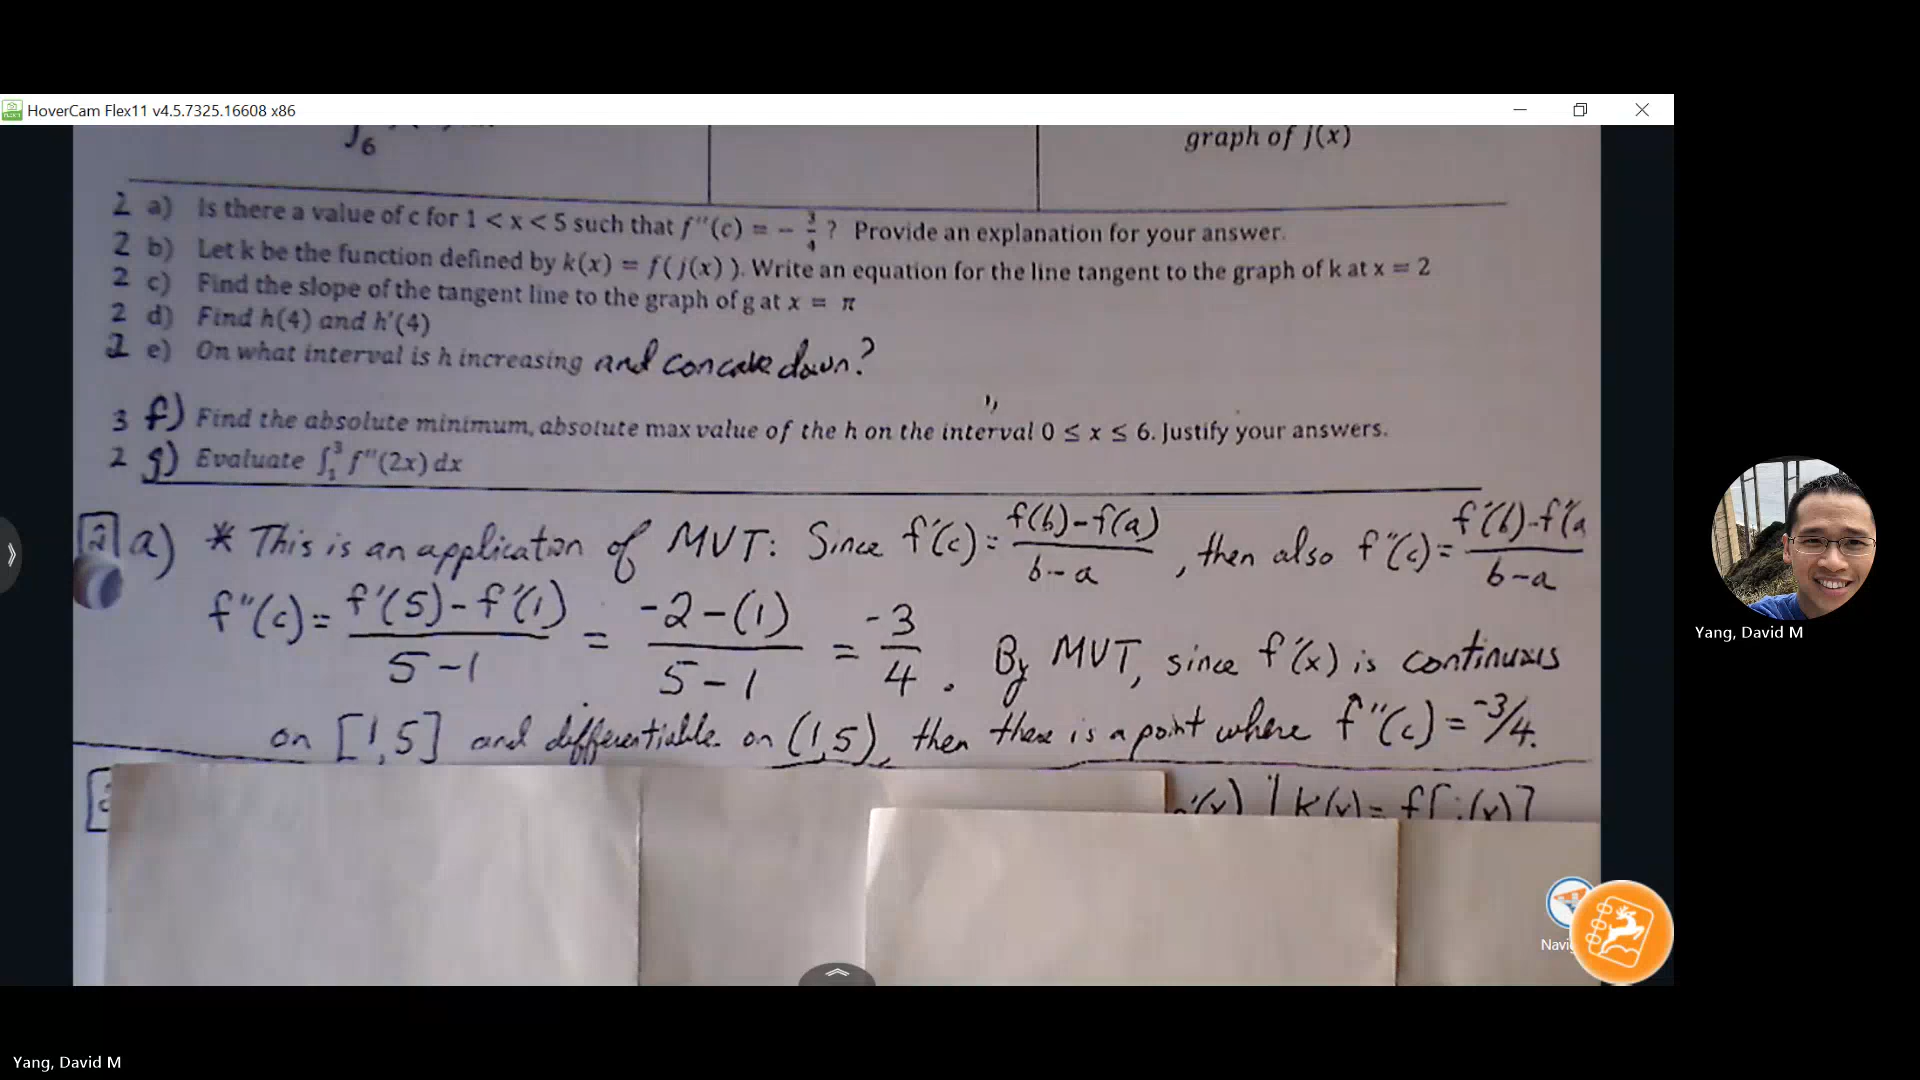 HoverCam Flex11 v4.5.7325.16608 x86
∫6
graph of j(x)
2 a) Is there a value of c for 1 < x < 5 such that f''(c) = - 3/4 ? Provide an explanation for your answer.
2 b) Let k be the function defined by k(x) = f( j(x) ). Write an equation for the line tangent to the graph of k at x = 2
2 c) Find the slope of the tangent line to the graph of g at x = π
2 d) Find h(4) and h'(4)
2 e) On what interval is h increasing and concave down?
3 f) Find the absolute minimum, absolute max value of the h on the interval 0 ≤ x ≤ 6. Justify your answers.
2 g) Evaluate ∫₁³ f''(2x) dx
2 a) * This is an application of MVT: Since f'(c) = f(b)-f(a) / b-a , then also f''(c) = f'(b)-f'(a / b-a
f''(c) = f'(5)-f'(1) / 5-1 = -2-(1) / 5-1 = -3/4 . By MVT, since f'(x) is continuous
on [1,5] and differentiable on (1,5), then there is a point where f''(c) = -3/4.
'(x) k(x) = f[j(x)]
Navi
Yang, David M
Yang, David M